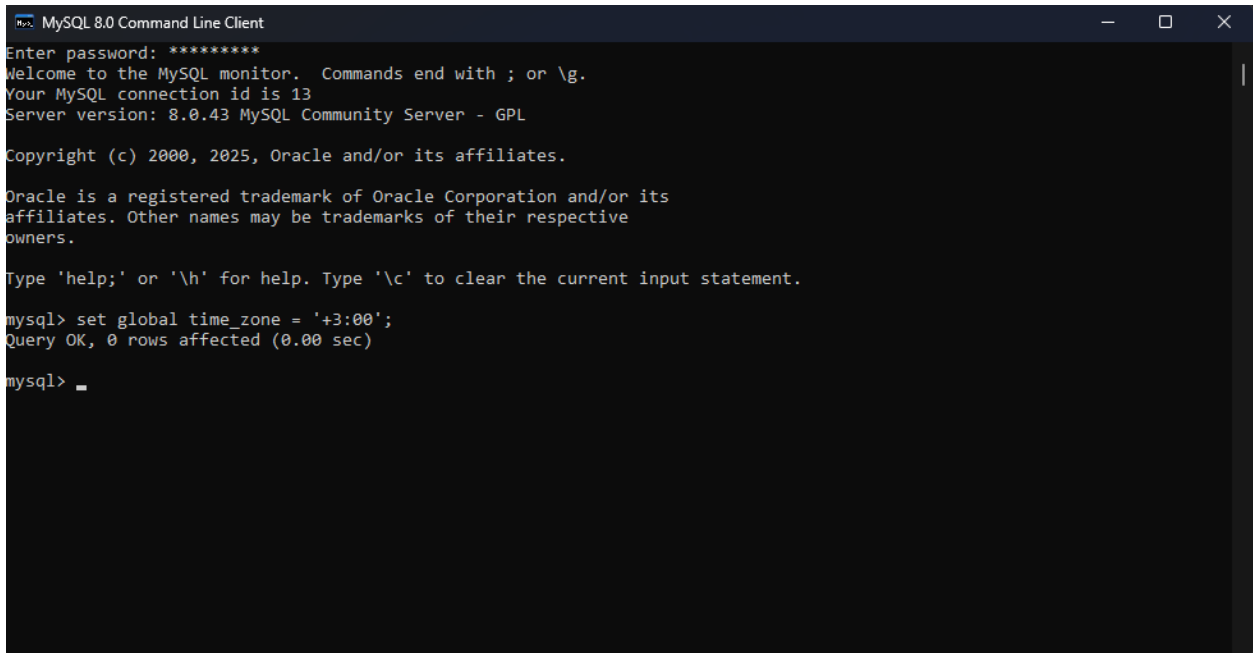 MySQL 8.0 Command Line Client
Enter password: *********
Welcome to the MySQL monitor.  Commands end with ; or \g.
Your MySQL connection id is 13
Server version: 8.0.43 MySQL Community Server - GPL
Copyright (c) 2000, 2025, Oracle and/or its affiliates.
Oracle is a registered trademark of Oracle Corporation and/or its
affiliates. Other names may be trademarks of their respective
owners.
Type 'help;' or '\h' for help. Type '\c' to clear the current input statement.
mysql> set global time_zone = '+3:00';
Query OK, 0 rows affected (0.00 sec)
mysql> _